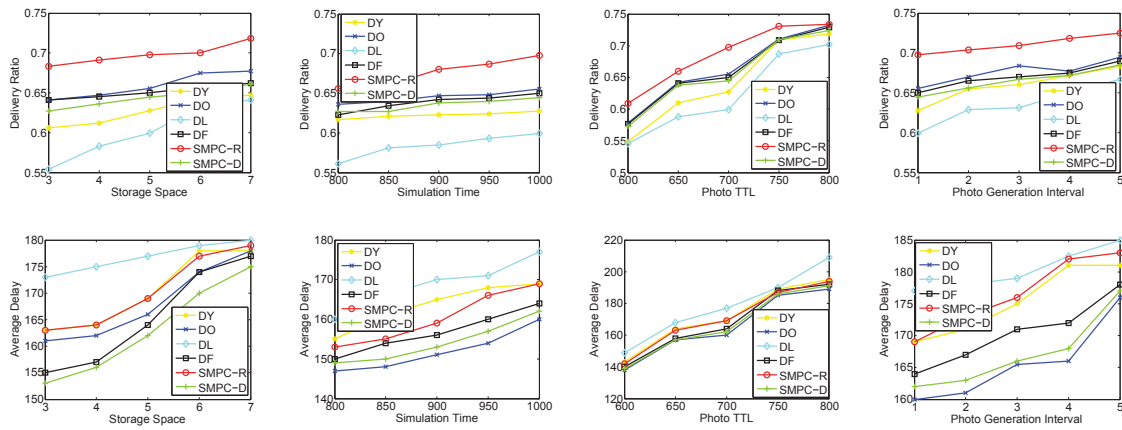 0.75
0.7
0.65
0.6
0.55
Delivery Ratio
DY
DO
DL
DF
SMPC-R
SMPC-D
3 4 5 6 7
Storage Space
0.75
0.7
0.65
0.6
0.55
Delivery Ratio
DY
DO
DL
DF
SMPC-R
SMPC-D
800 850 900 950 1000
Simulation Time
0.75
0.7
0.65
0.6
0.5
Delivery Ratio
DY
DO
DL
DF
SMPC-R
SMPC-D
600 650 700 750 800
Photo TTL
0.75
0.7
0.65
0.6
0.55
Delivery Ratio
DY
DO
DL
DF
SMPC-R
SMPC-D
1 2 3 4 5
Photo Generation Interval
180
175
170
165
160
155
150
Average Delay
DY
DO
DL
DF
SMPC-R
SMPC-D
3 4 5 6 7
Storage Space
180
170
160
150
140
Average Delay
DY
DO
DL
DF
SMPC-R
SMPC-D
800 850 900 950 1000
Simulation Time
220
200
180
160
140
120
Average Delay
DY
DO
DL
DF
SMPC-R
SMPC-D
600 650 700 750 800
Photo TTL
185
180
175
170
165
160
Average Delay
DY
DO
DL
DF
SMPC-R
SMPC-D
1 2 3 4 5
Photo Generation Interval